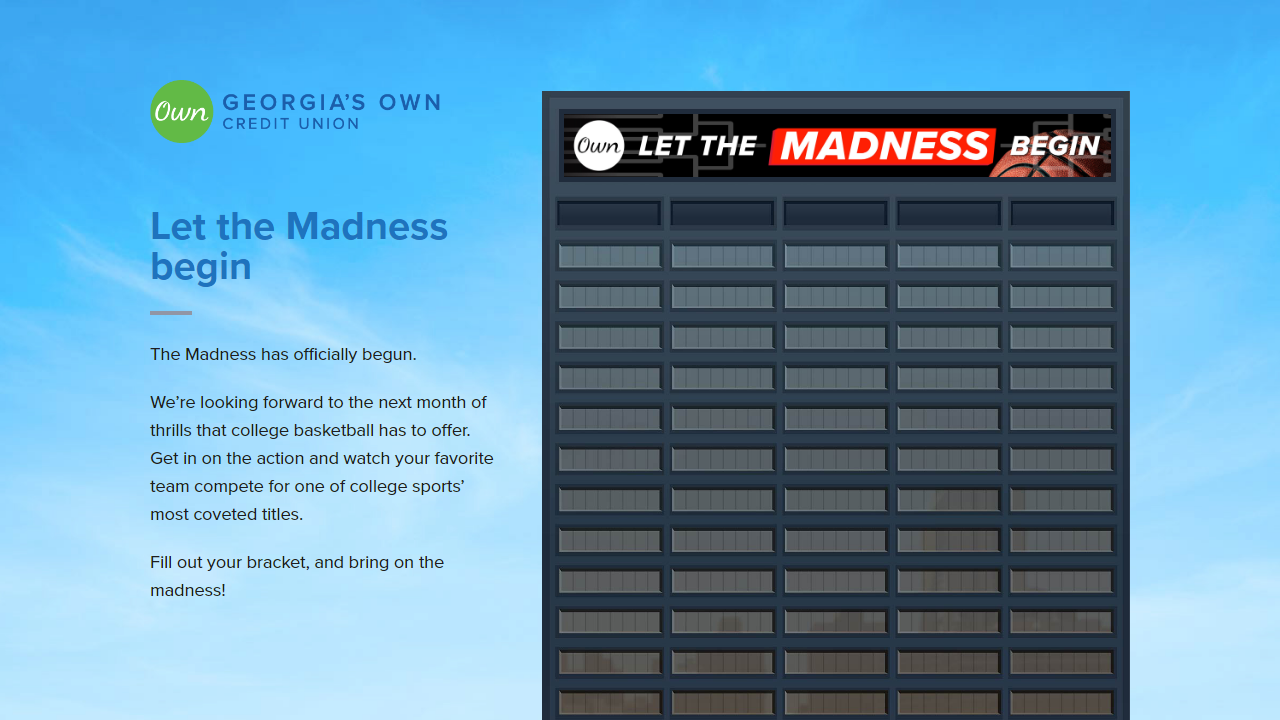 Own GEORGIA'S OWN
CREDIT UNION
Let the Madness
begin
The Madness has officially begun.
We’re looking forward to the next month of
thrills that college basketball has to offer.
Get in on the action and watch your favorite
team compete for one of college sports’
most coveted titles.
Fill out your bracket, and bring on the
madness!
Own LET THE MADNESS BEGIN